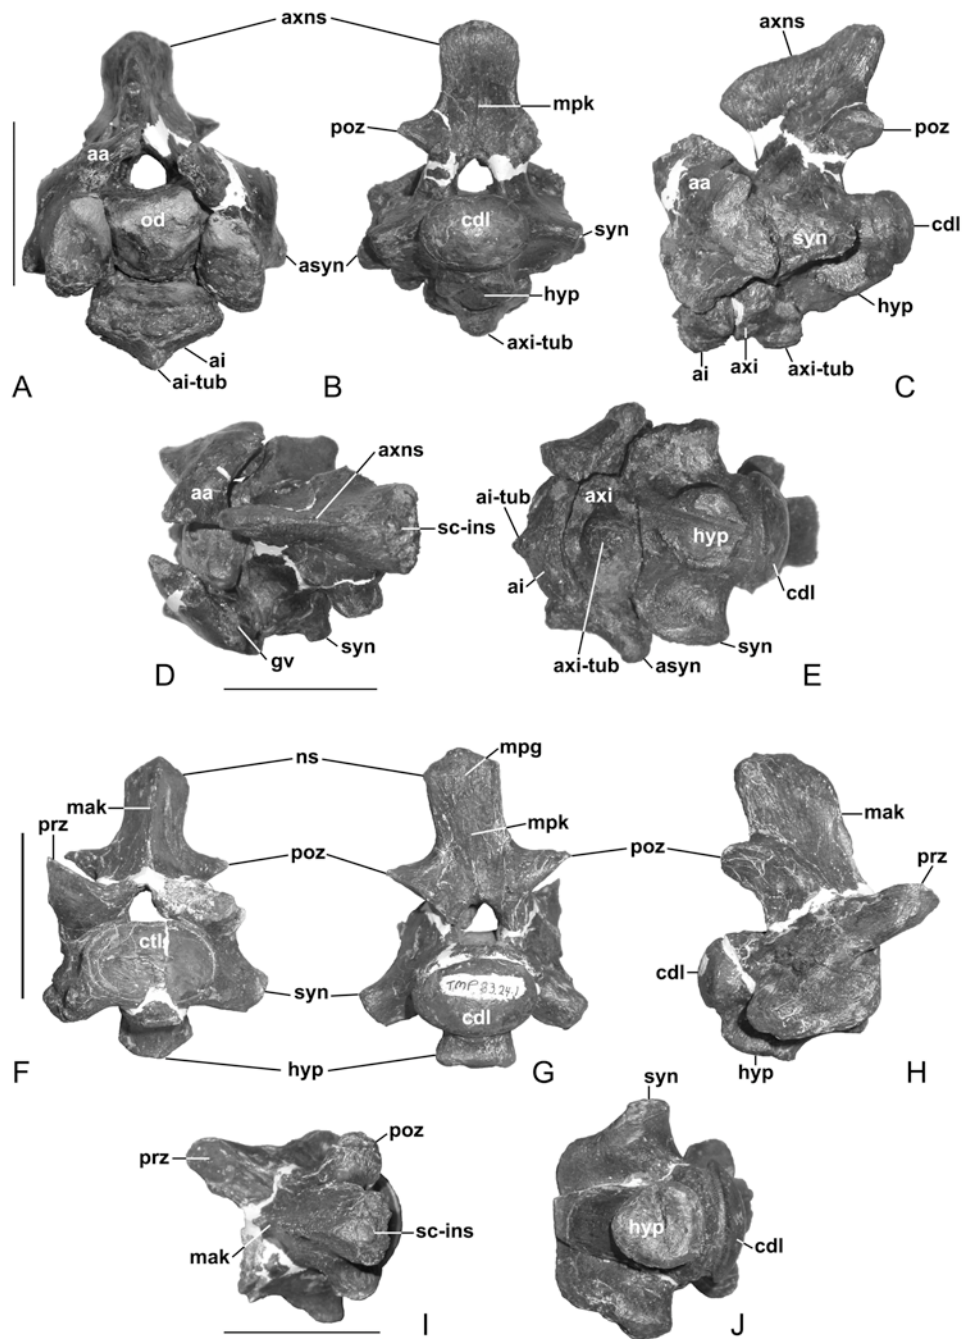 axns
aa
od
asyn
ai
ai-tub
A
mpk
poz
cdl
syn
hyp
axi-tub
B
axns
poz
aa
syn
cdl
hyp
ai
axi
axi-tub
C
axns
aa
sc-ins
gv
syn
D
ai-tub
axi
hyp
ai
cdl
axi-tub
asyn
syn
E
ns
mak
prz
poz
ctl
syn
hyp
F
mpg
mpk
poz
TMP 83.24.1
cdl
G
mak
prz
cdl
hyp
H
poz
prz
mak
sc-ins
I
syn
hyp
cdl
J